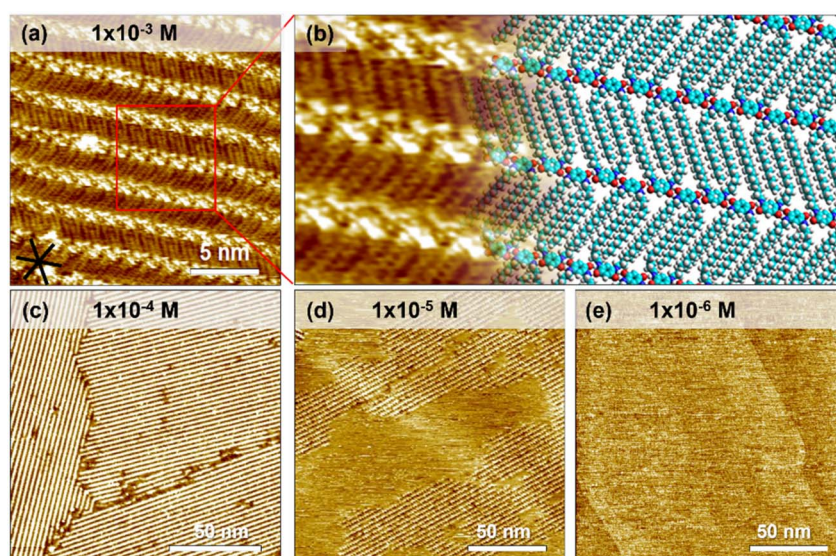 (a) 1x10⁻³ M
5 nm
(b)
(c) 1x10⁻⁴ M
50 nm
(d) 1x10⁻⁵ M
50 nm
(e) 1x10⁻⁶ M
50 nm